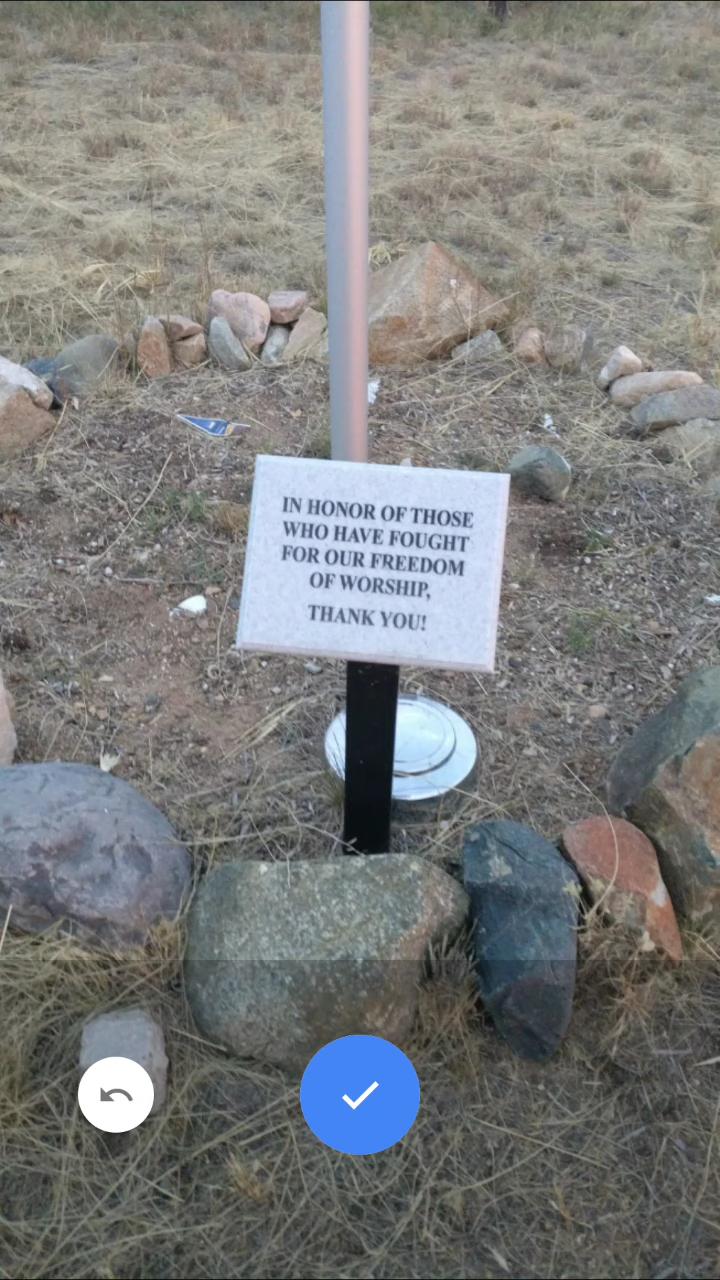 IN HONOR OF THOSE
WHO HAVE FOUGHT
FOR OUR FREEDOM
OF WORSHIP,
THANK YOU!